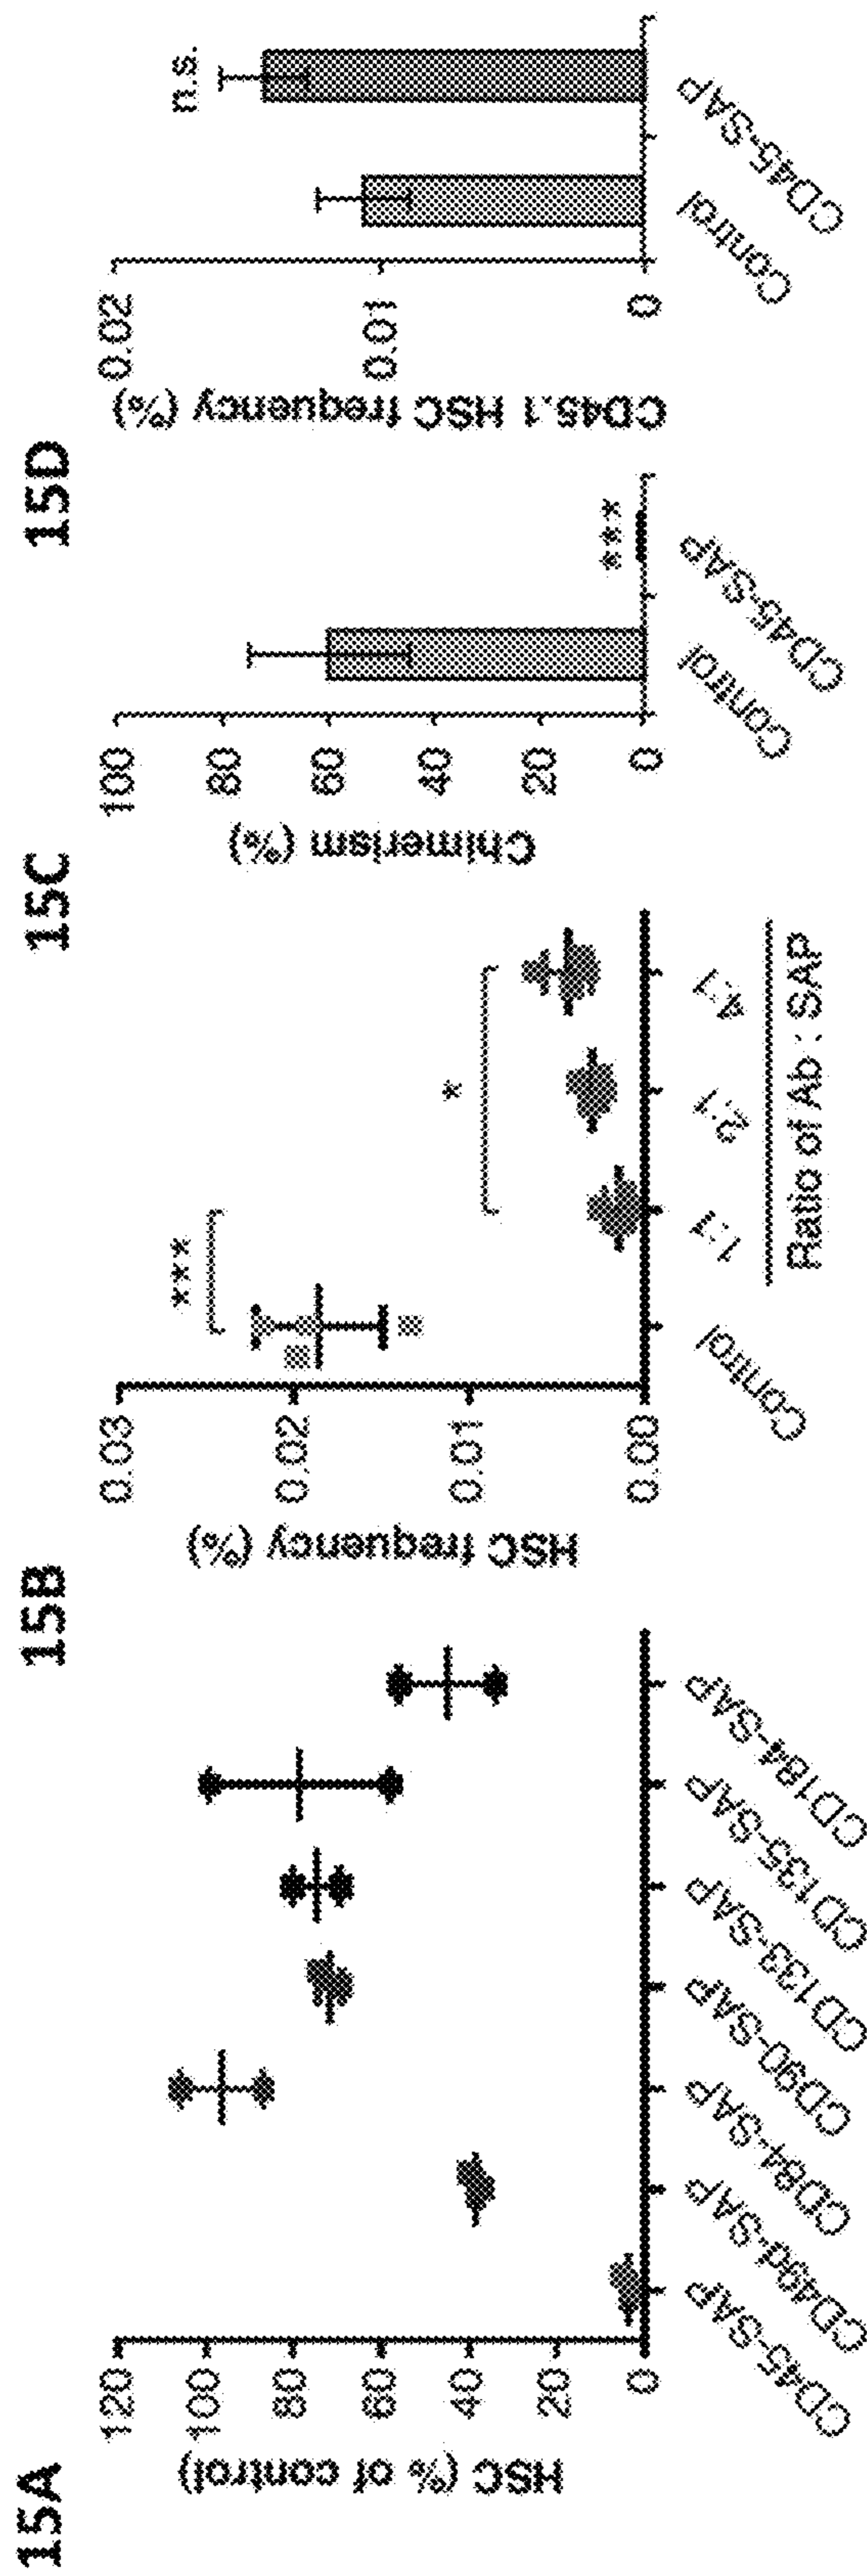 15A
HSC (% of control)
120
100
80
60
40
20
0
CD45-SAP
CD49d-SAP
CD84-SAP
CD90-SAP
CD133-SAP
CD135-SAP
CD184-SAP
15B
HSC frequency (%)
0.03
0.02
0.01
0.00
***
*
Control
1:1
2:1
4:1
Ratio of Ab : SAP
15C
Chimerism (%)
100
80
60
40
20
0
***
Control
CD45-SAP
15D
CD45.1 HSC frequency (%)
0.02
0.01
0
n.s.
Control
CD45-SAP